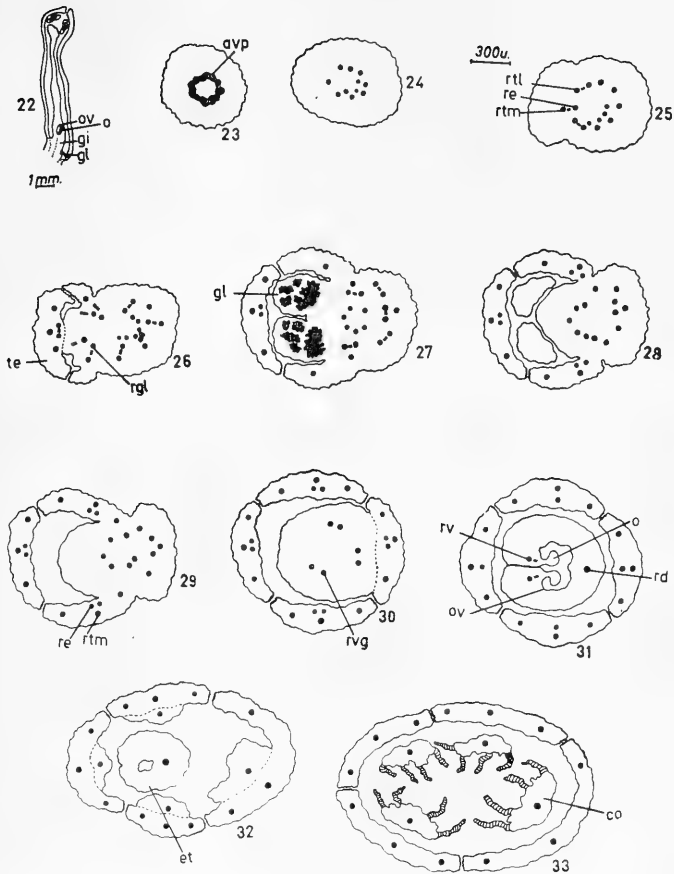 22
ov
o
gi
gl
1mm.
avp
23
24
300u.
rtl
re
rtm
25
te
rgl
26
gl
27
28
re
rtm
29
rvg
30
rv
ov
o
rd
31
et
32
co
33